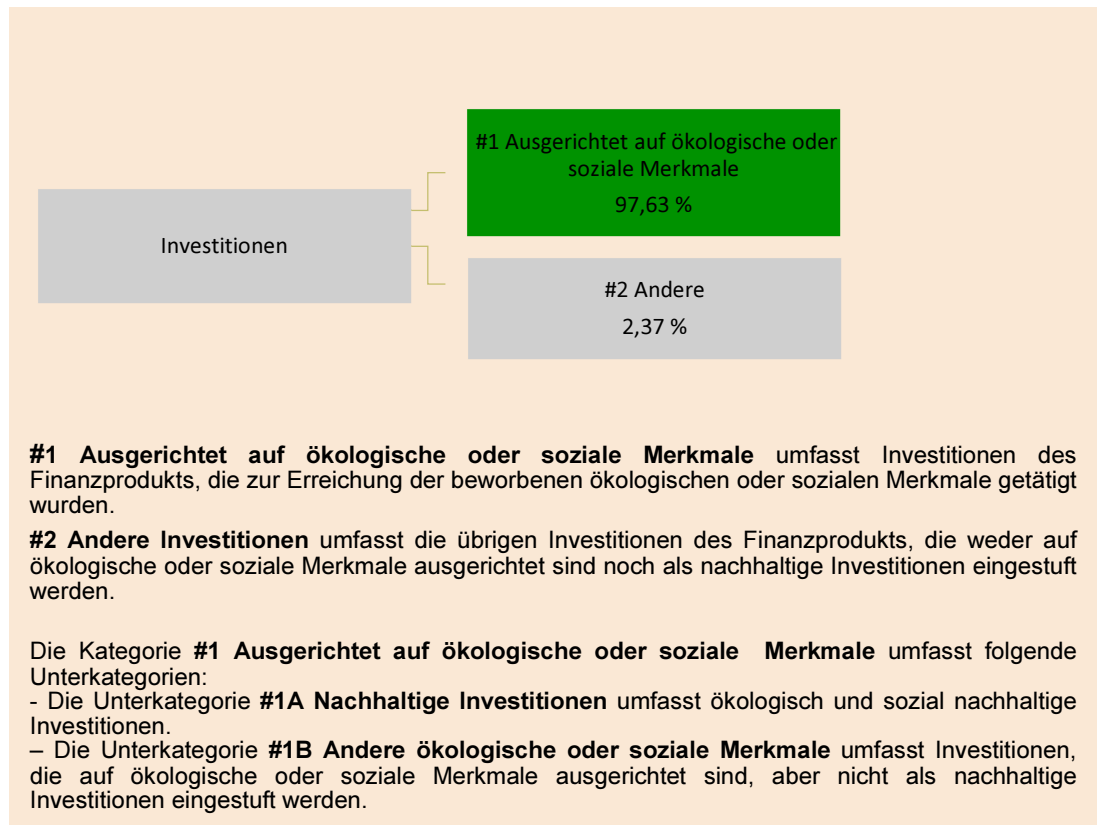 #1 Ausgerichtet auf ökologische oder
soziale Merkmale
97,63 %
Investitionen
#2 Andere
2,37 %
#1 Ausgerichtet auf ökologische oder soziale Merkmale umfasst Investitionen des
Finanzprodukts, die zur Erreichung der beworbenen ökologischen oder sozialen Merkmale getätigt
wurden.
#2 Andere Investitionen umfasst die übrigen Investitionen des Finanzprodukts, die weder auf
ökologische oder soziale Merkmale ausgerichtet sind noch als nachhaltige Investitionen eingestuft
werden.
Die Kategorie #1 Ausgerichtet auf ökologische oder soziale Merkmale umfasst folgende
Unterkategorien:
- Die Unterkategorie #1A Nachhaltige Investitionen umfasst ökologisch und sozial nachhaltige
Investitionen.
– Die Unterkategorie #1B Andere ökologische oder soziale Merkmale umfasst Investitionen,
die auf ökologische oder soziale Merkmale ausgerichtet sind, aber nicht als nachhaltige
Investitionen eingestuft werden.